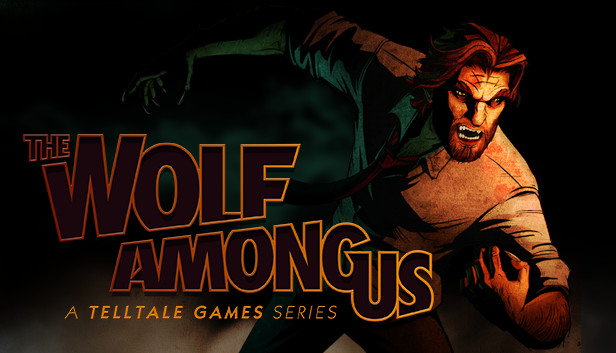 THE
WOLF
AMONG US
A TELLTALE GAMES SERIES